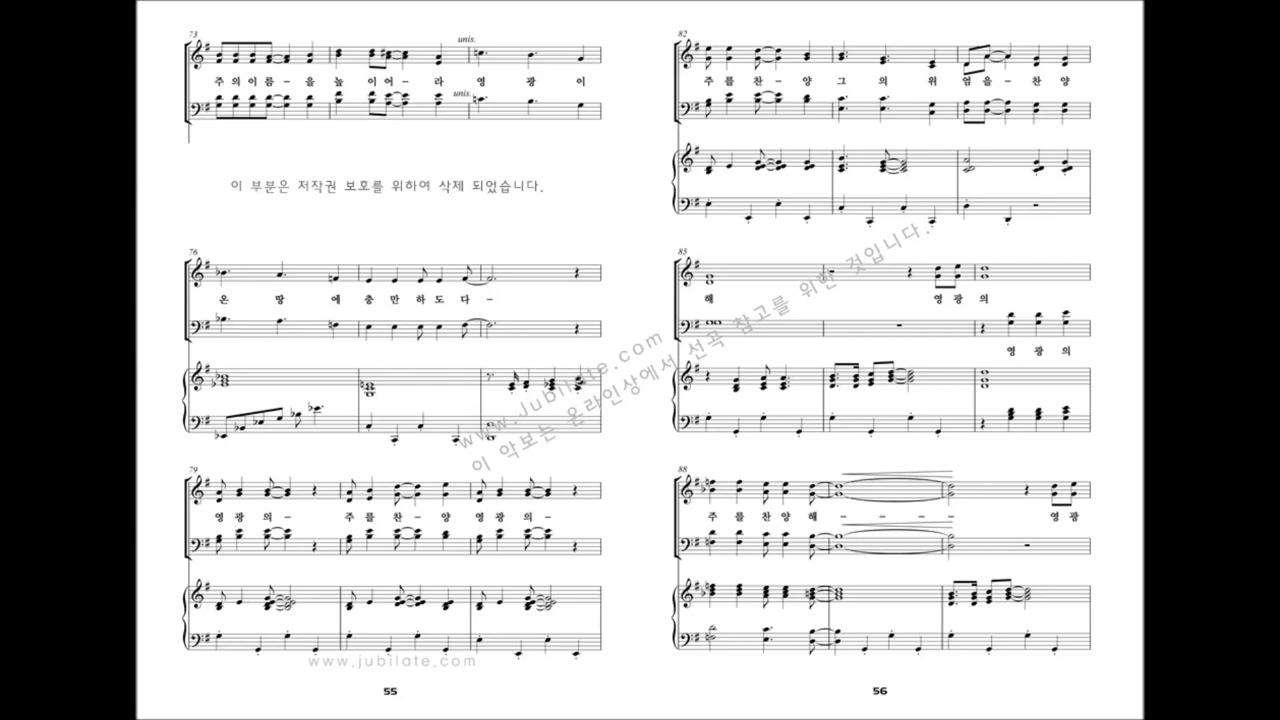 73
unis.
주의이름-을높이어-라 영 광 이
unis.
이 부분은 저작권 보호를 위하여 삭제 되었습니다.
76
온 땅 에충만하도다-
79
영광의- 주를찬-양 영광의-
www.jubilate.com
55
82
주를찬-양그의위엄을-찬양
85
해 영광의
영광의
88
주를찬양해---- 영광
56
www.jubilate.com
이 악보는 온라인상에서 선곡 참고를 위한 것입니다.